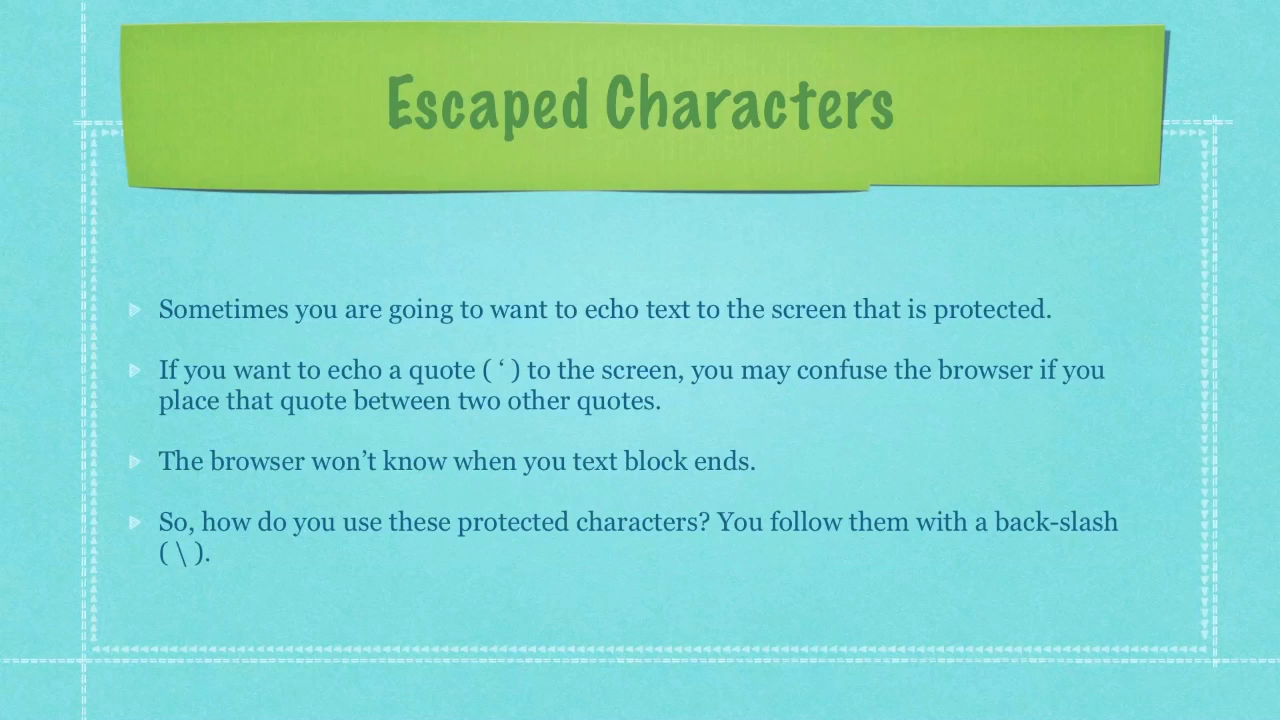 Escaped Characters
Sometimes you are going to want to echo text to the screen that is protected.
If you want to echo a quote ( ‘ ) to the screen, you may confuse the browser if you
place that quote between two other quotes.
The browser won’t know when you text block ends.
So, how do you use these protected characters? You follow them with a back-slash
( \ ).